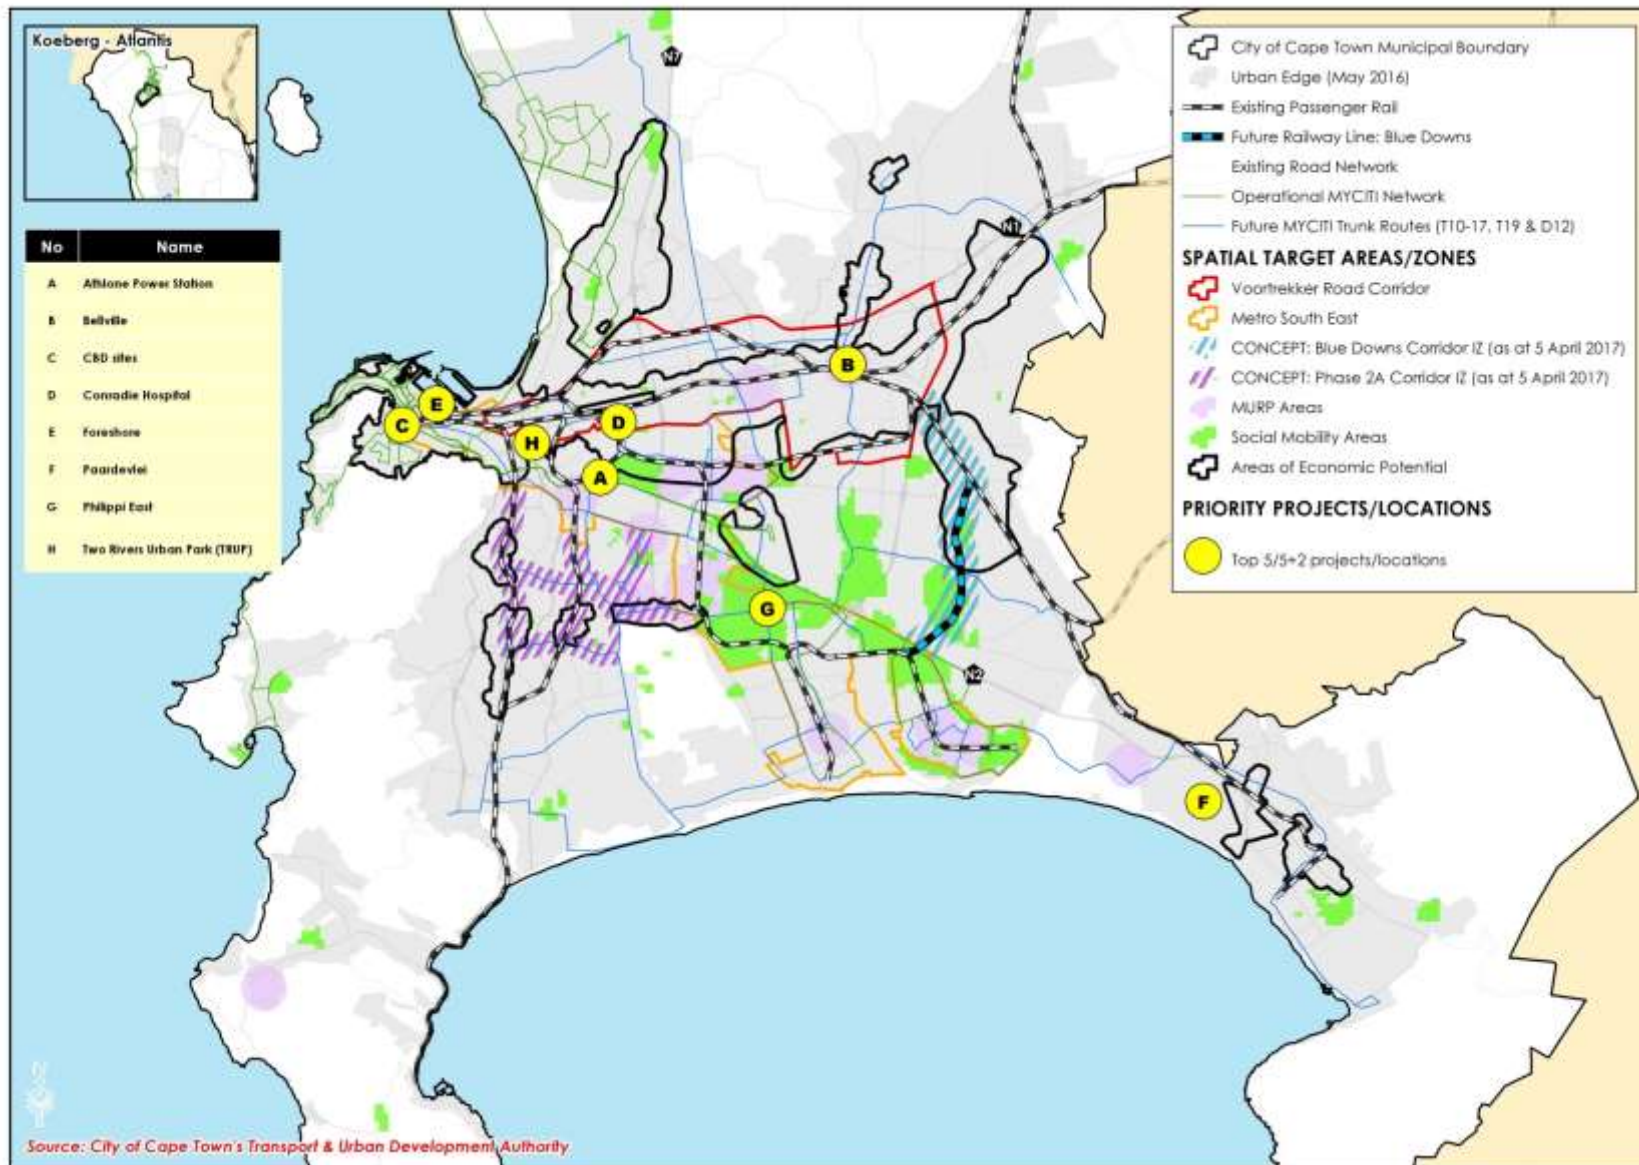 Koeberg - Atlantis
No Name
A Athlone Power Station
B Bellville
C CBD sites
D Conradie Hospital
E Foreshore
F Paardevlei
G Philippi East
H Two Rivers Urban Park (TRUP)
City of Cape Town Municipal Boundary
Urban Edge (May 2016)
Existing Passenger Rail
Future Railway Line: Blue Downs
Existing Road Network
Operational MYCITI Network
Future MYCITI Trunk Routes (T10-17, T19 & D12)
SPATIAL TARGET AREAS/ZONES
Voortrekker Road Corridor
Metro South East
CONCEPT: Blue Downs Corridor IZ (as at 5 April 2017)
CONCEPT: Phase 2A Corridor IZ (as at 5 April 2017)
MURP Areas
Social Mobility Areas
Areas of Economic Potential
PRIORITY PROJECTS/LOCATIONS
Top 5/5+2 projects/locations
N7
N1
B
E
C
D
H
A
G
N2
F
N
Source: City of Cape Town's Transport & Urban Development Authority